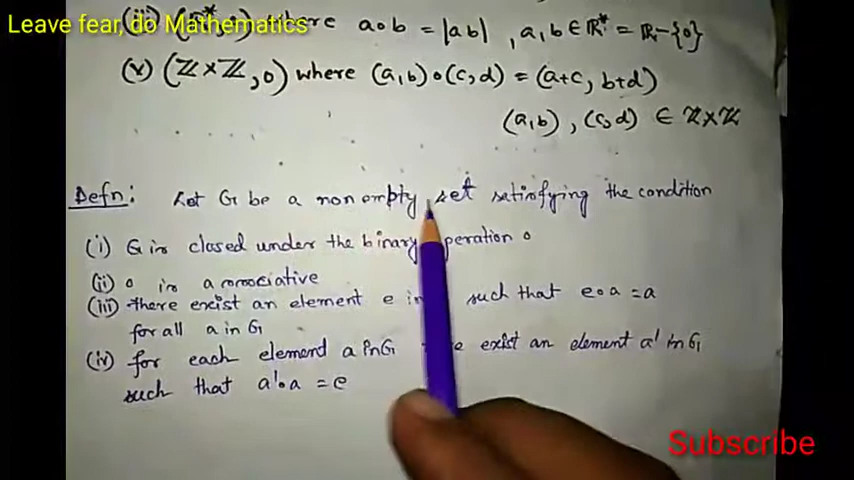 Leave fear, do Mathematics
(iii) (R*, o) where a∘b = |ab| , a,b ∈ ℝ* = ℝ-{0}
(v) (ℤ×ℤ, o) where (a,b)∘(c,d) = (a+c, b+d)
(a,b), (c,d) ∈ ℤ×ℤ
Defn: Let G be a nonempty set satisfying the condition
(i) G is closed under the binary operation o
(ii) o is associative
(iii) there exist an element e in such that e∘a = a
for all a in G
(iv) for each element a in G exist an element a' in G
such that a'∘a = e
Subscribe